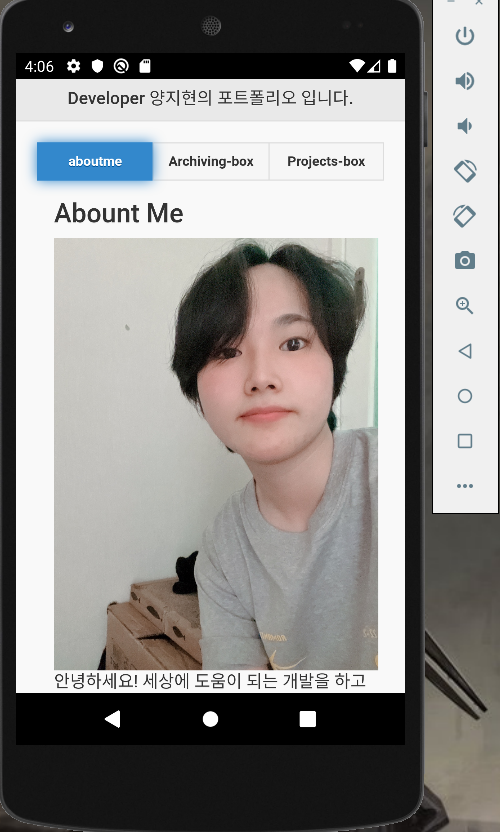 4:06
Developer 양지현의 포트폴리오 입니다.
aboutme Archiving-box Projects-box
Abount Me
안녕하세요! 세상에 도움이 되는 개발을 하고